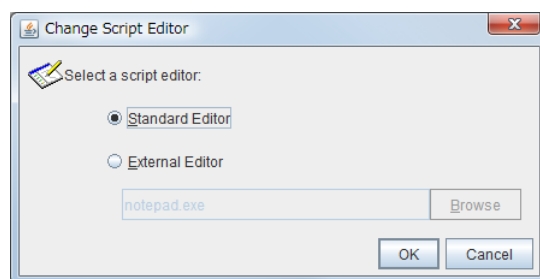 Change Script Editor
Select a script editor:
Standard Editor
External Editor
notepad.exe
Browse
OK Cancel